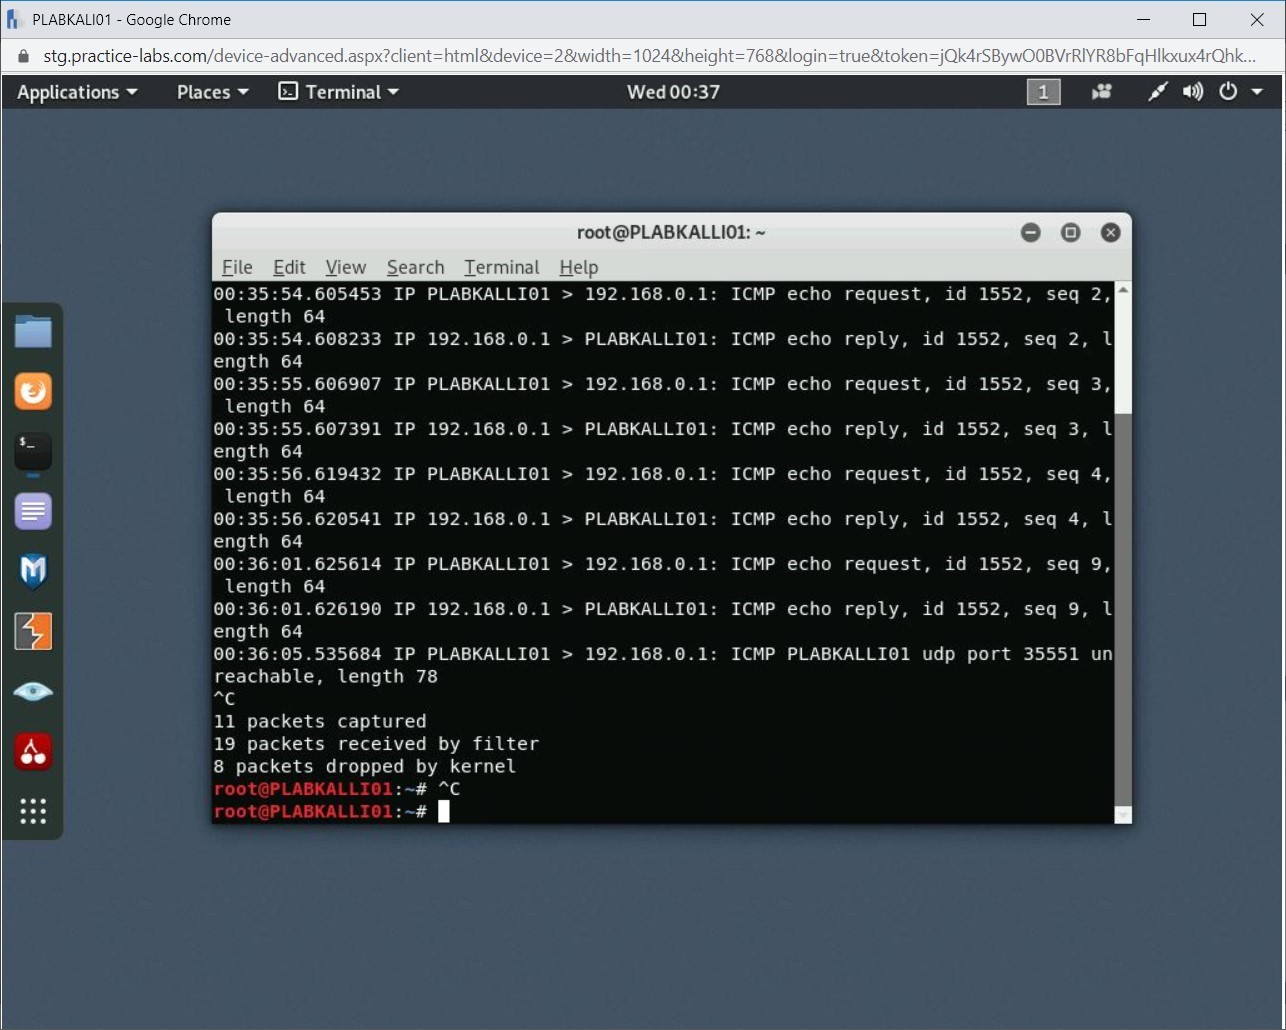 PLABKALI01 - Google Chrome
stg.practice-labs.com/device-advanced.aspx?client=html&device=2&width=1024&height=768&login=true&token=jQk4rSBywO0BVrRlYR8bFqHlkxux4rQhk...
Applications Places Terminal Wed 00:37 1
root@PLABKALLI01: ~
File Edit View Search Terminal Help
00:35:54.605453 IP PLABKALLI01 > 192.168.0.1: ICMP echo request, id 1552, seq 2,
length 64
00:35:54.608233 IP 192.168.0.1 > PLABKALLI01: ICMP echo reply, id 1552, seq 2, l
ength 64
00:35:55.606907 IP PLABKALLI01 > 192.168.0.1: ICMP echo request, id 1552, seq 3,
length 64
00:35:55.607391 IP 192.168.0.1 > PLABKALLI01: ICMP echo reply, id 1552, seq 3, l
ength 64
00:35:56.619432 IP PLABKALLI01 > 192.168.0.1: ICMP echo request, id 1552, seq 4,
length 64
00:35:56.620541 IP 192.168.0.1 > PLABKALLI01: ICMP echo reply, id 1552, seq 4, l
ength 64
00:36:01.625614 IP PLABKALLI01 > 192.168.0.1: ICMP echo request, id 1552, seq 9,
length 64
00:36:01.626190 IP 192.168.0.1 > PLABKALLI01: ICMP echo reply, id 1552, seq 9, l
ength 64
00:36:05.535684 IP PLABKALLI01 > 192.168.0.1: ICMP PLABKALLI01 udp port 35551 un
reachable, length 78
^C
11 packets captured
19 packets received by filter
8 packets dropped by kernel
root@PLABKALLI01:~# ^C
root@PLABKALLI01:~#
$_